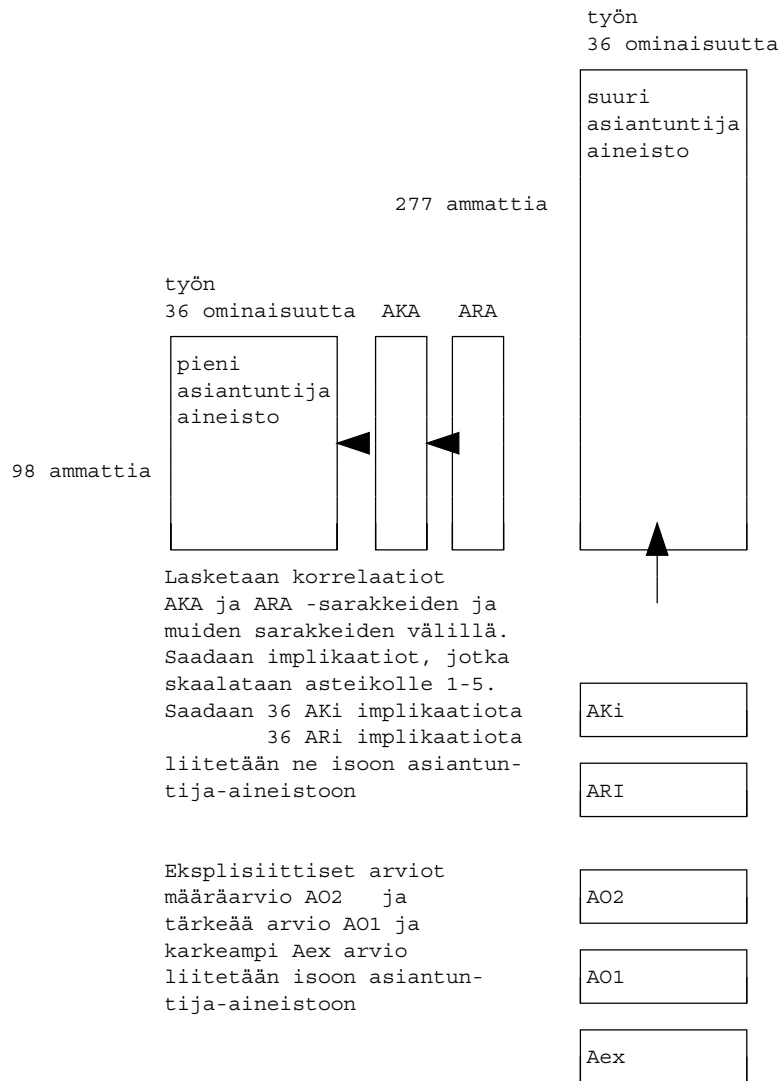 työn
36 ominaisuutta
suuri
asiantuntija
aineisto
277 ammattia
työn
36 ominaisuutta AKA ARA
pieni
asiantuntija
aineisto
98 ammattia
Lasketaan korrelaatiot
AKA ja ARA -sarakkeiden ja
muiden sarakkeiden välillä.
Saadaan implikaatiot, jotka
skaalataan asteikolle 1-5.
Saadaan 36 AKi implikaatiota
36 ARi implikaatiota
liitetään ne isoon asiantun-
tija-aineistoon
AKi
ARI
Eksplisiittiset arviot
määräarvio AO2 ja
tärkeää arvio AO1 ja
karkeampi Aex arvio
liitetään isoon asiantun-
tija-aineistoon
AO2
AO1
Aex